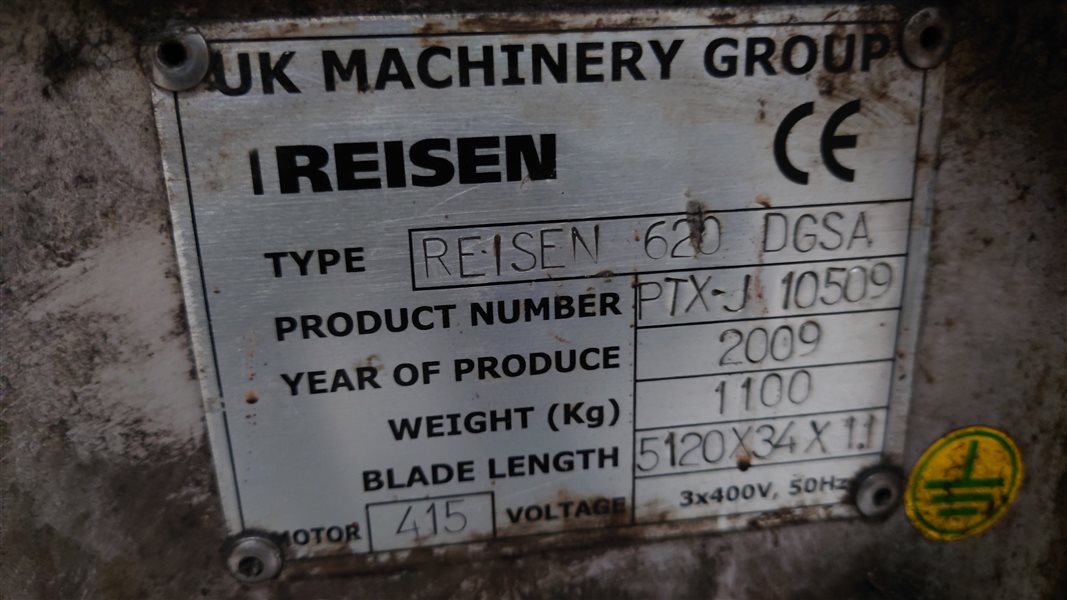 UK MACHINERY GROUP
REISEN CE
TYPE REISEN 620 DGSA
PRODUCT NUMBER PTX-J 10509
YEAR OF PRODUCE 2009
WEIGHT (Kg) 1100
BLADE LENGTH 5120X34X1.1
MOTOR 415 VOLTAGE 3x400V, 50Hz